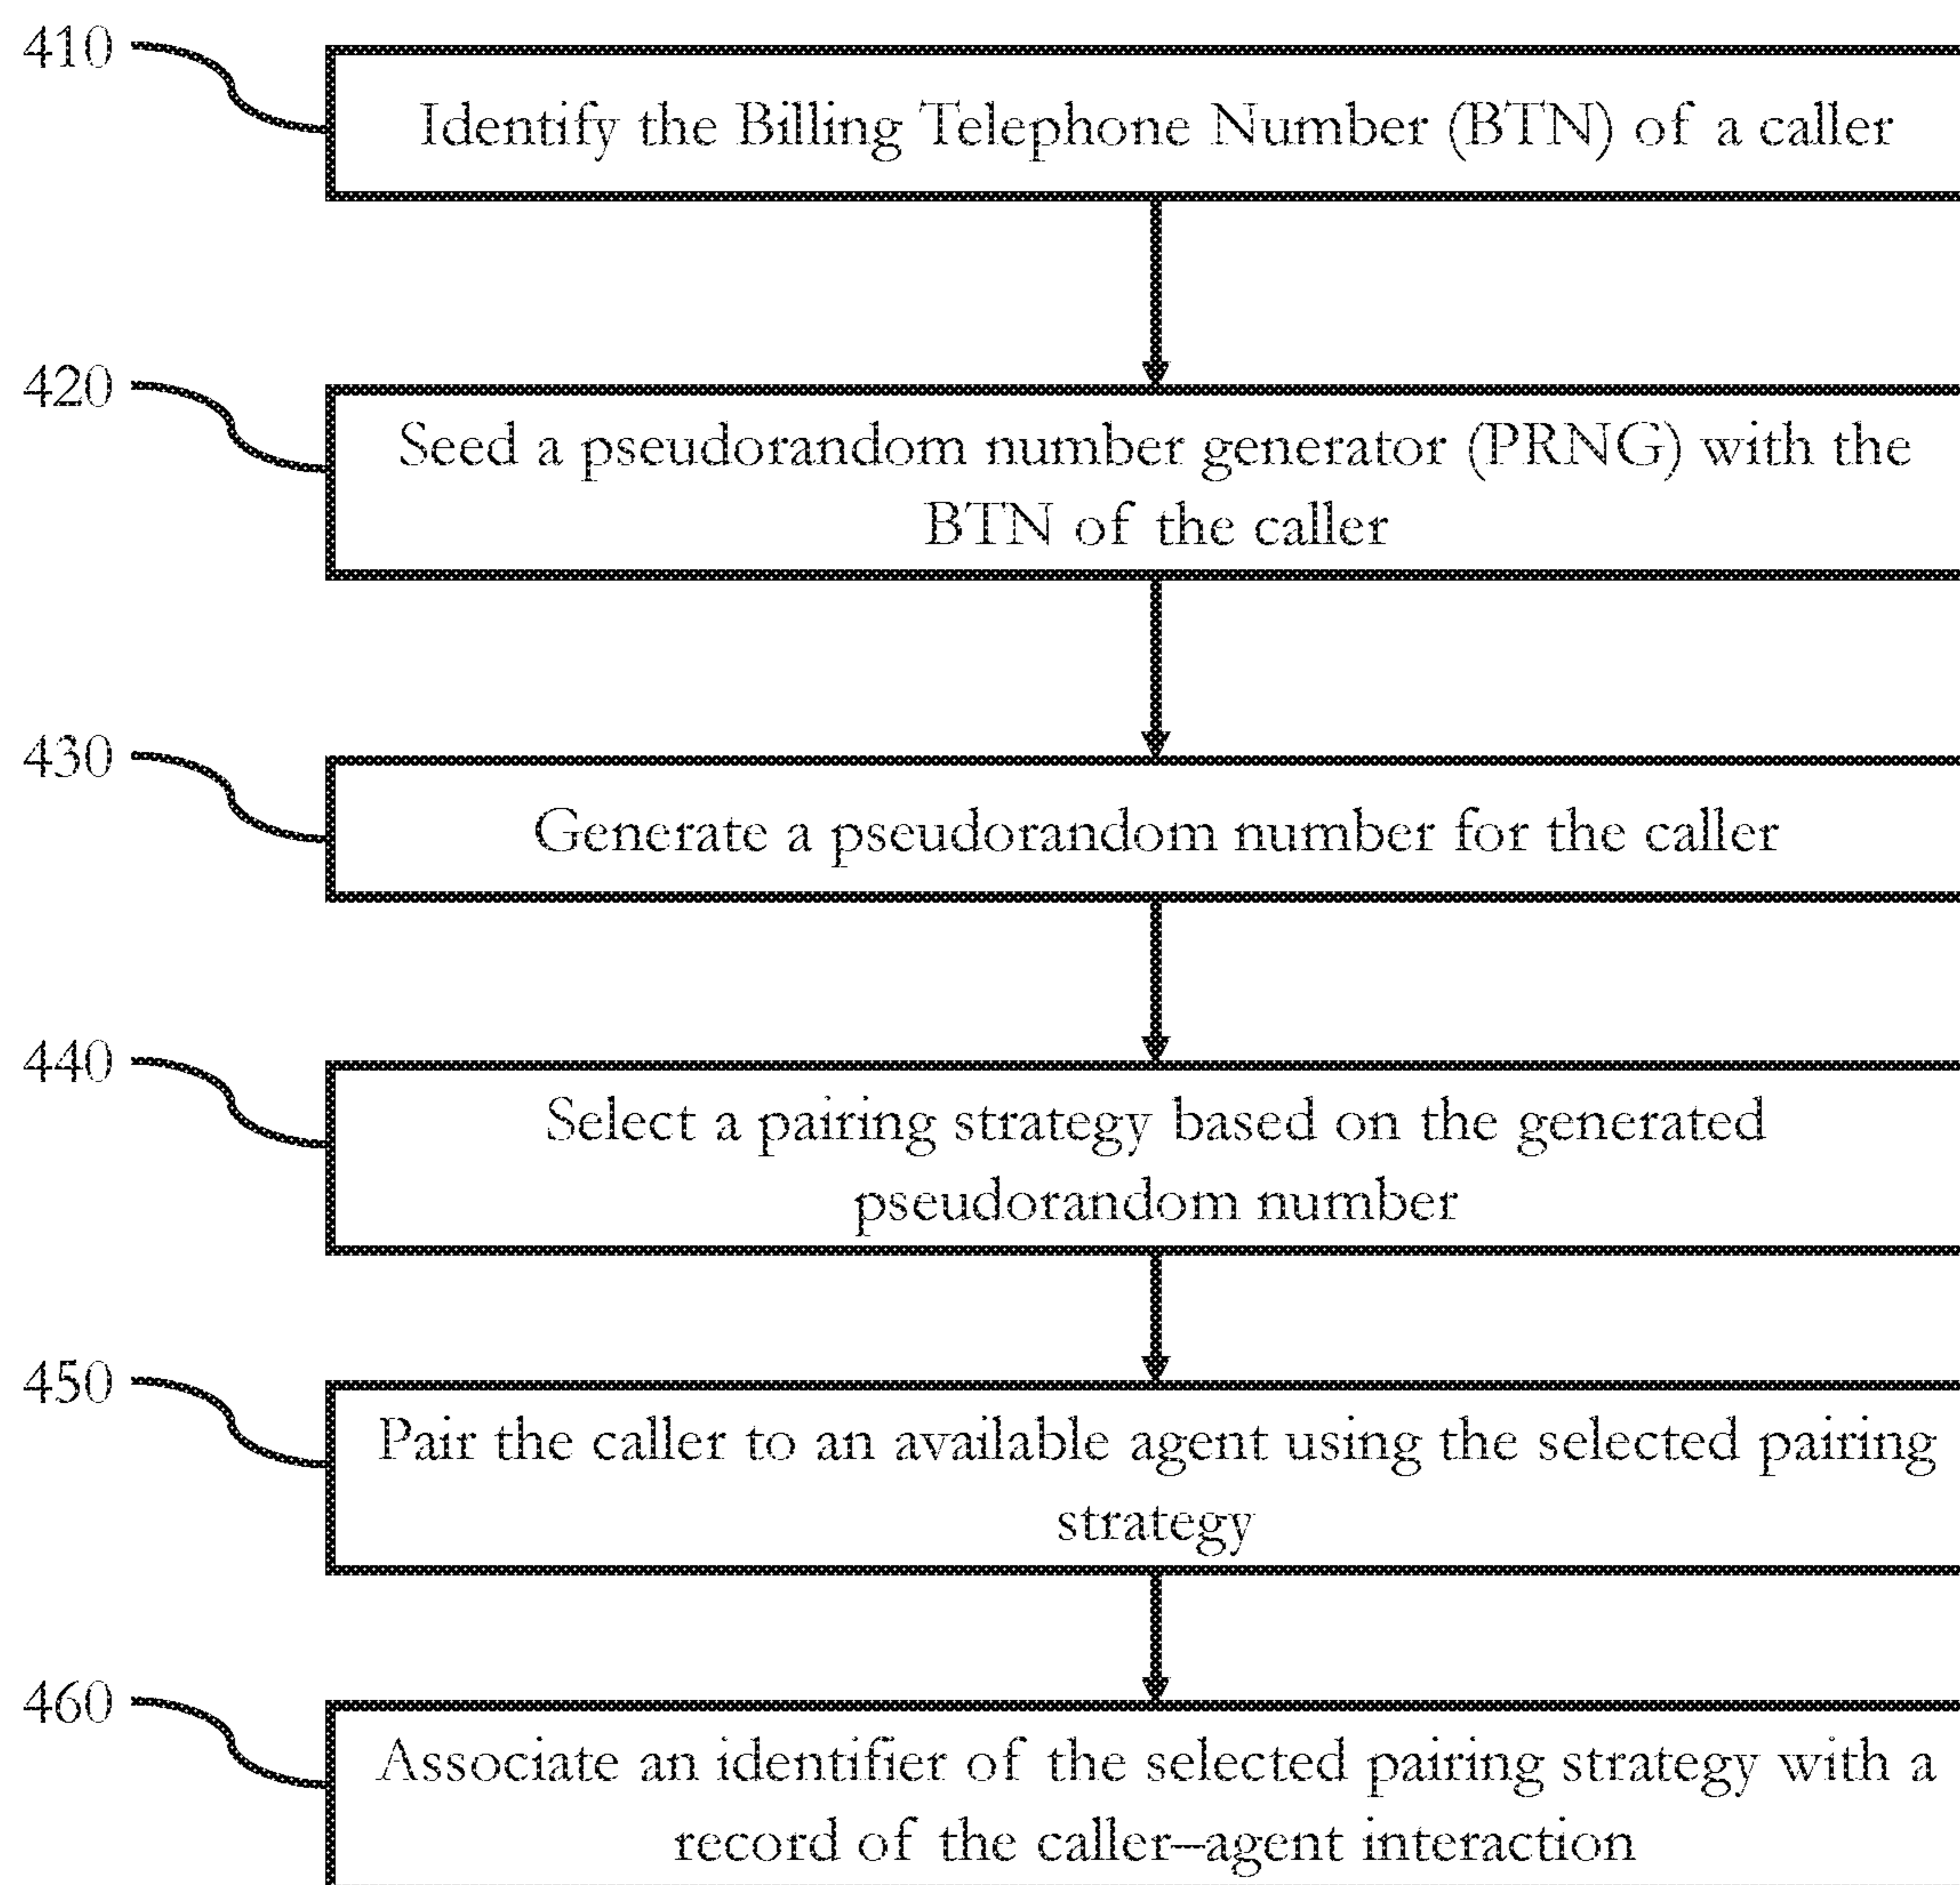 410
Identify the Billing Telephone Number (BTN) of a caller
420
Seed a pseudorandom number generator (PRNG) with the
BTN of the caller
430
Generate a pseudorandom number for the caller
440
Select a pairing strategy based on the generated
pseudorandom number
450
Pair the caller to an available agent using the selected pairing
strategy
460
Associate an identifier of the selected pairing strategy with a
record of the caller–agent interaction